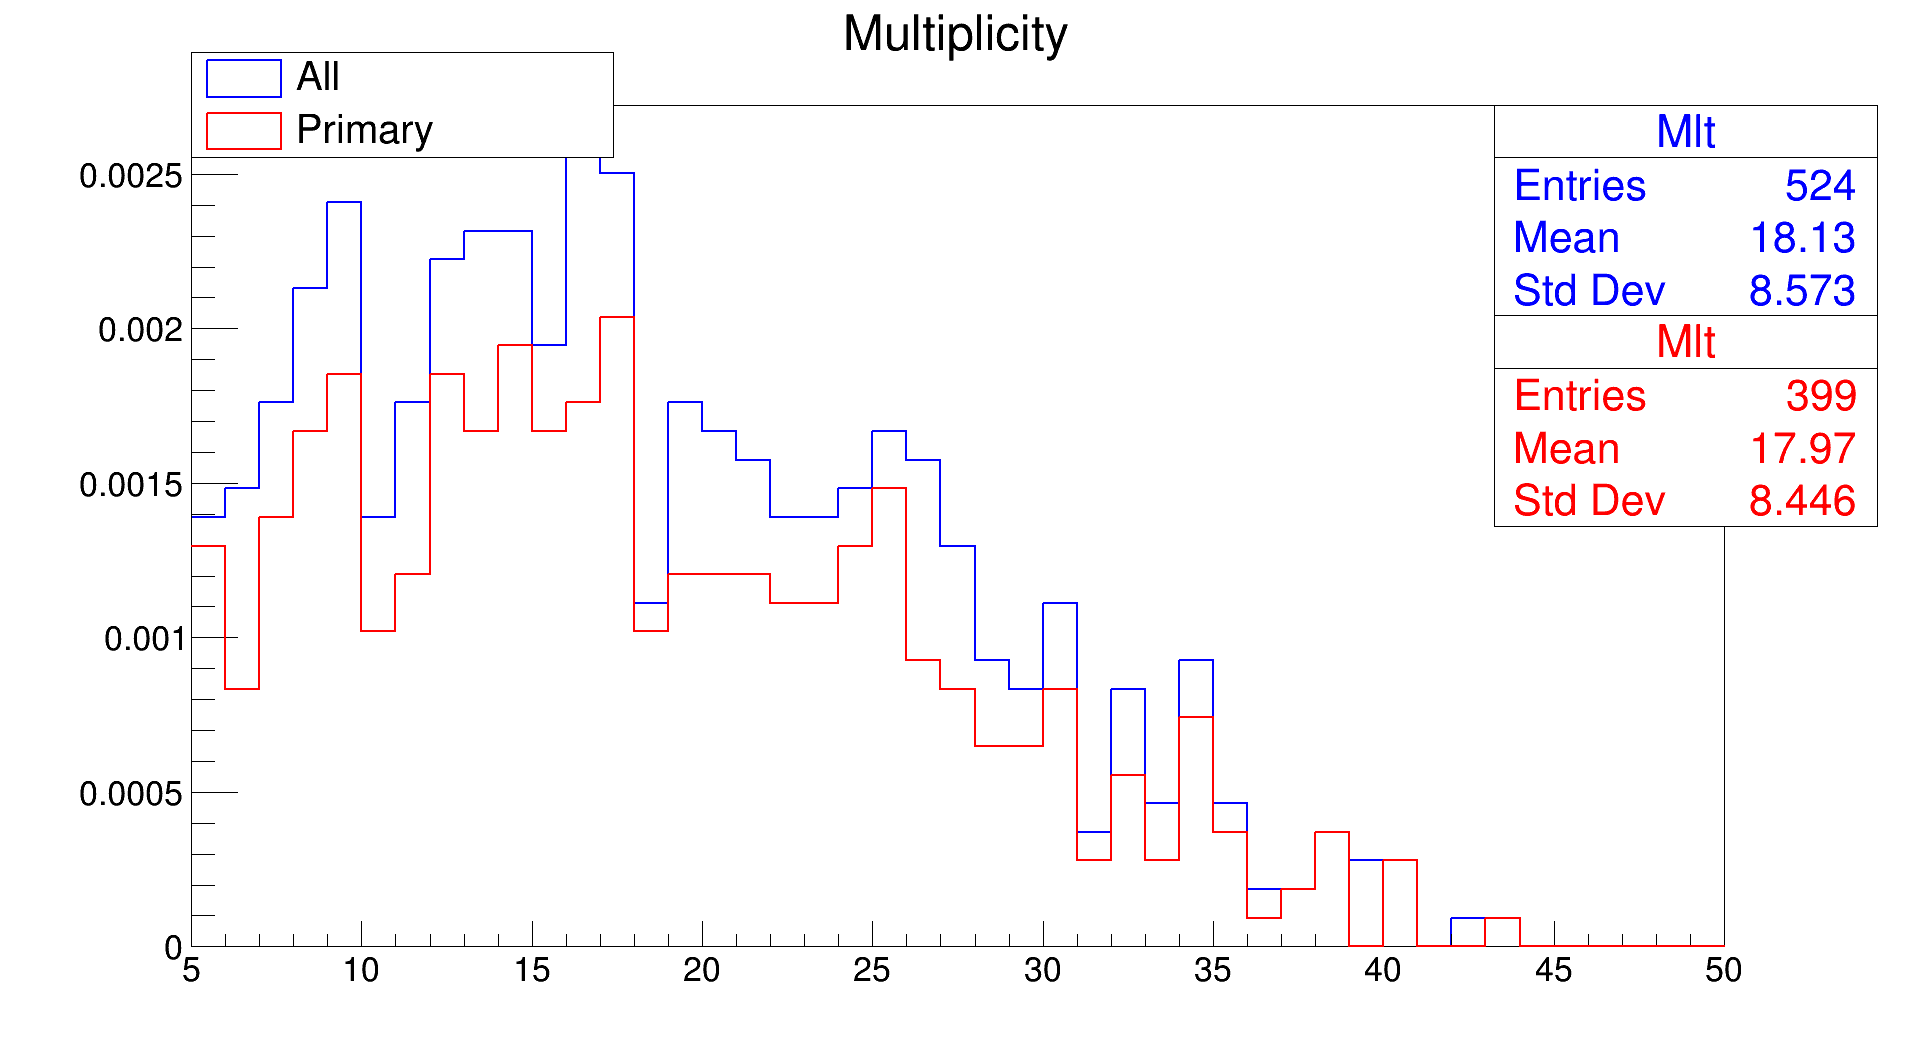 Multiplicity
All
Primary
Mlt
Entries 524
Mean 18.13
Std Dev 8.573
Mlt
Entries 399
Mean 17.97
Std Dev 8.446
0.0025
0.002
0.0015
0.001
0.0005
0
5 10 15 20 25 30 35 40 45 50